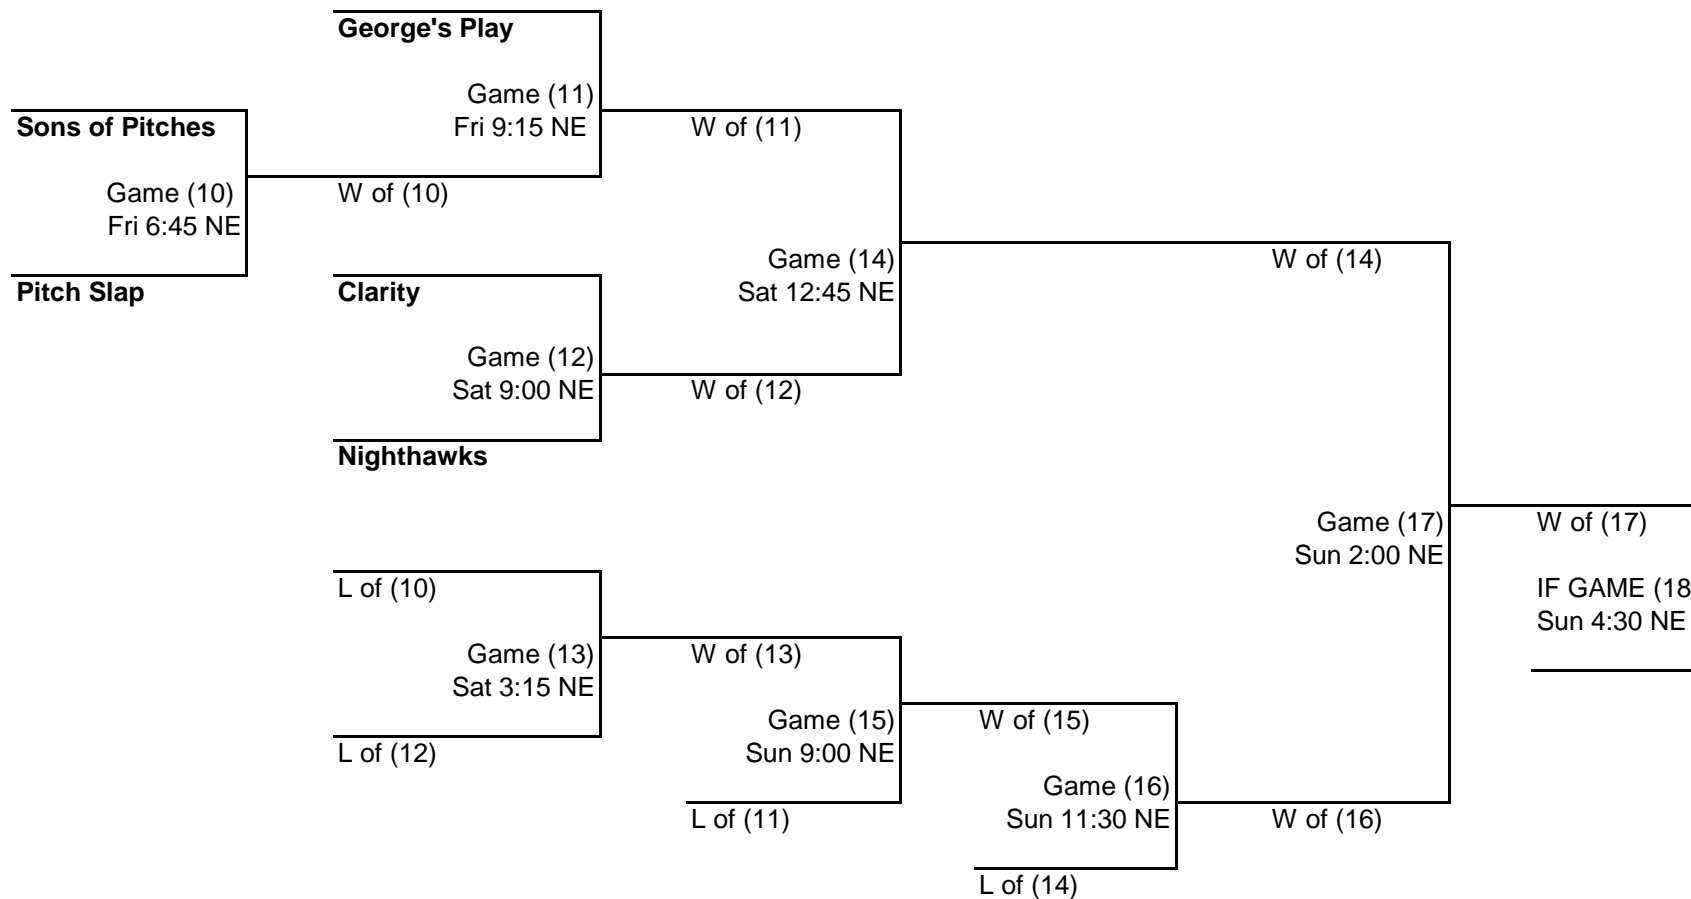 George's Play
Game (11)
Fri 9:15 NE
Sons of Pitches
W of (11)
Game (10)
Fri 6:45 NE
W of (10)
Game (14)
Sat 12:45 NE
W of (14)
Pitch Slap
Clarity
Game (12)
Sat 9:00 NE
W of (12)
Nighthawks
Game (17)
Sun 2:00 NE
W of (17)
L of (10)
IF GAME (18
Sun 4:30 NE
Game (13)
Sat 3:15 NE
W of (13)
L of (12)
Game (15)
Sun 9:00 NE
W of (15)
Game (16)
Sun 11:30 NE
L of (11)
W of (16)
L of (14)